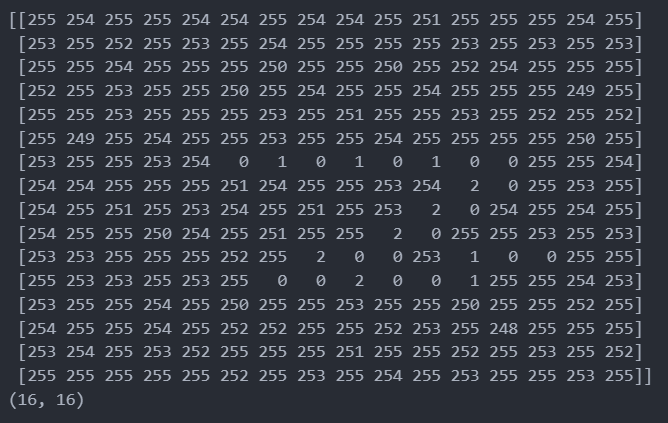 [[255 254 255 255 254 254 255 254 254 255 251 255 255 255 254 255]
 [253 255 252 255 253 255 254 255 255 255 255 253 255 253 255 253]
 [255 255 254 255 255 255 250 255 255 250 255 252 254 255 255 255]
 [252 255 253 255 255 250 255 254 255 255 254 255 255 255 249 255]
 [255 255 253 255 255 255 253 255 251 255 255 253 255 252 255 252]
 [255 249 255 254 255 255 253 255 255 254 255 255 255 255 250 255]
 [253 255 255 253 254   0   1   0   1   0   1   0   0 255 255 254]
 [254 254 255 255 255 251 254 255 255 253 254   2   0 255 253 255]
 [254 255 251 255 253 254 255 251 255 253   2   0 254 255 254 255]
 [254 255 255 250 254 255 251 255 255   2   0 255 255 253 255 253]
 [253 253 255 255 255 252 255   2   0   0 253   1   0   0 255 255]
 [255 253 255 253 255 253 255   0   0   2   0   0   1 255 255 254 253]
 [253 255 255 254 255 250 255 255 253 255 255 250 255 255 252 255]
 [254 255 255 254 255 252 252 255 255 252 253 255 248 255 255 255]
 [253 254 255 253 252 255 255 255 251 255 255 252 255 253 255 252]
 [255 255 255 255 255 252 255 253 255 254 255 253 255 255 253 255]]
(16, 16)